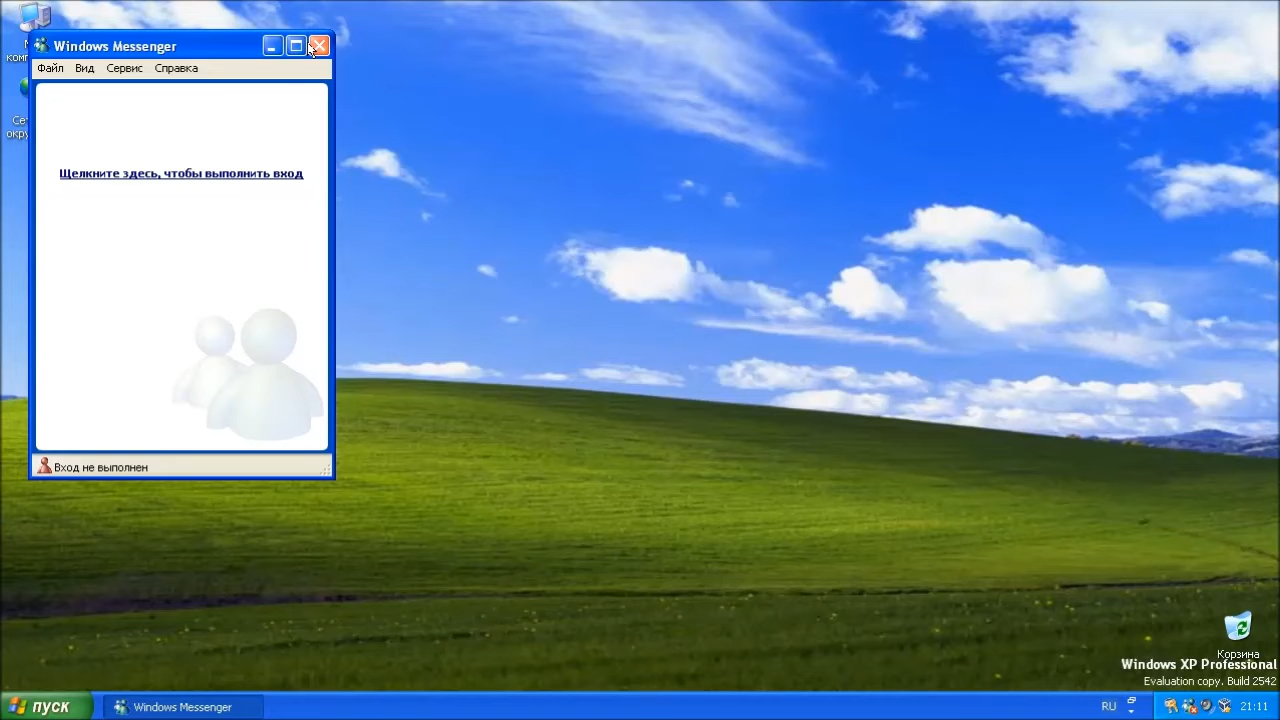 Windows Messenger
Файл Вид Сервис Справка
Щелкните здесь, чтобы выполнить вход
Вход не выполнен
Корзина
Windows XP Professional
Evaluation copy. Build 2542
пуск
Windows Messenger
RU
21:11